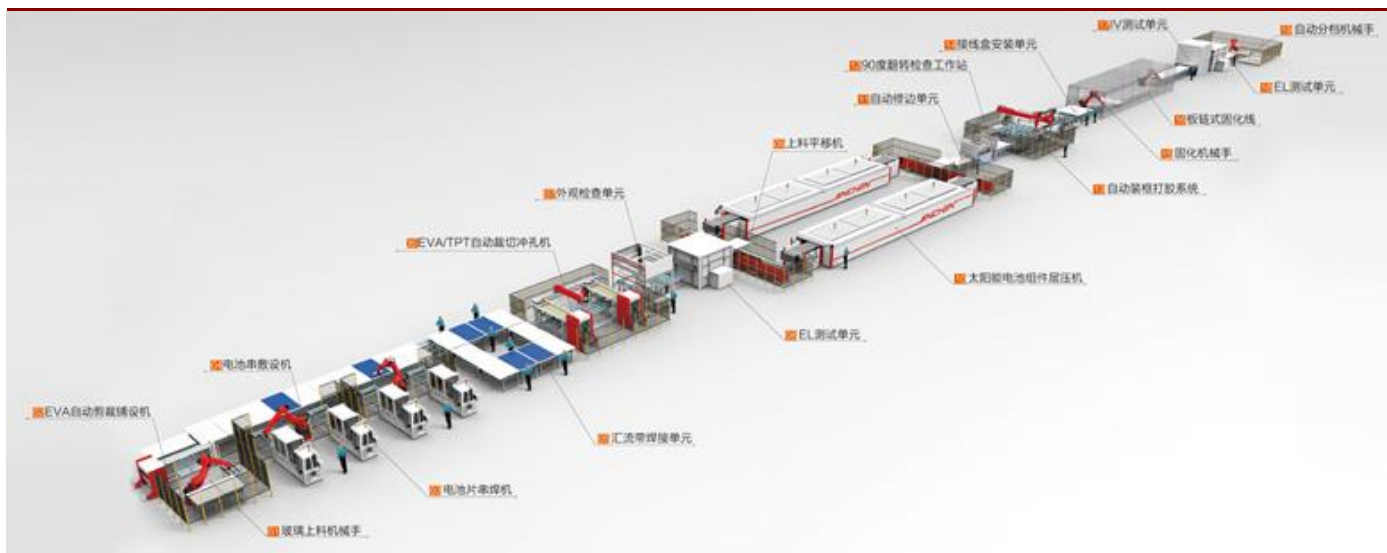 IV测试单元
自动分档机械手
接线盒安装单元
90度翻转检查工作站
EL测试单元
自动修边单元
板链式固化线
上料平移机
固化机械手
外观检查单元
自动装框打胶系统
EVA/TPT自动裁切冲孔机
太阳能电池组件层压机
EL测试单元
电池串敷设机
EVA自动剪裁铺设机
汇流带焊接单元
电池片串焊机
玻璃上料机械手
JINCHEN
JINCHEN